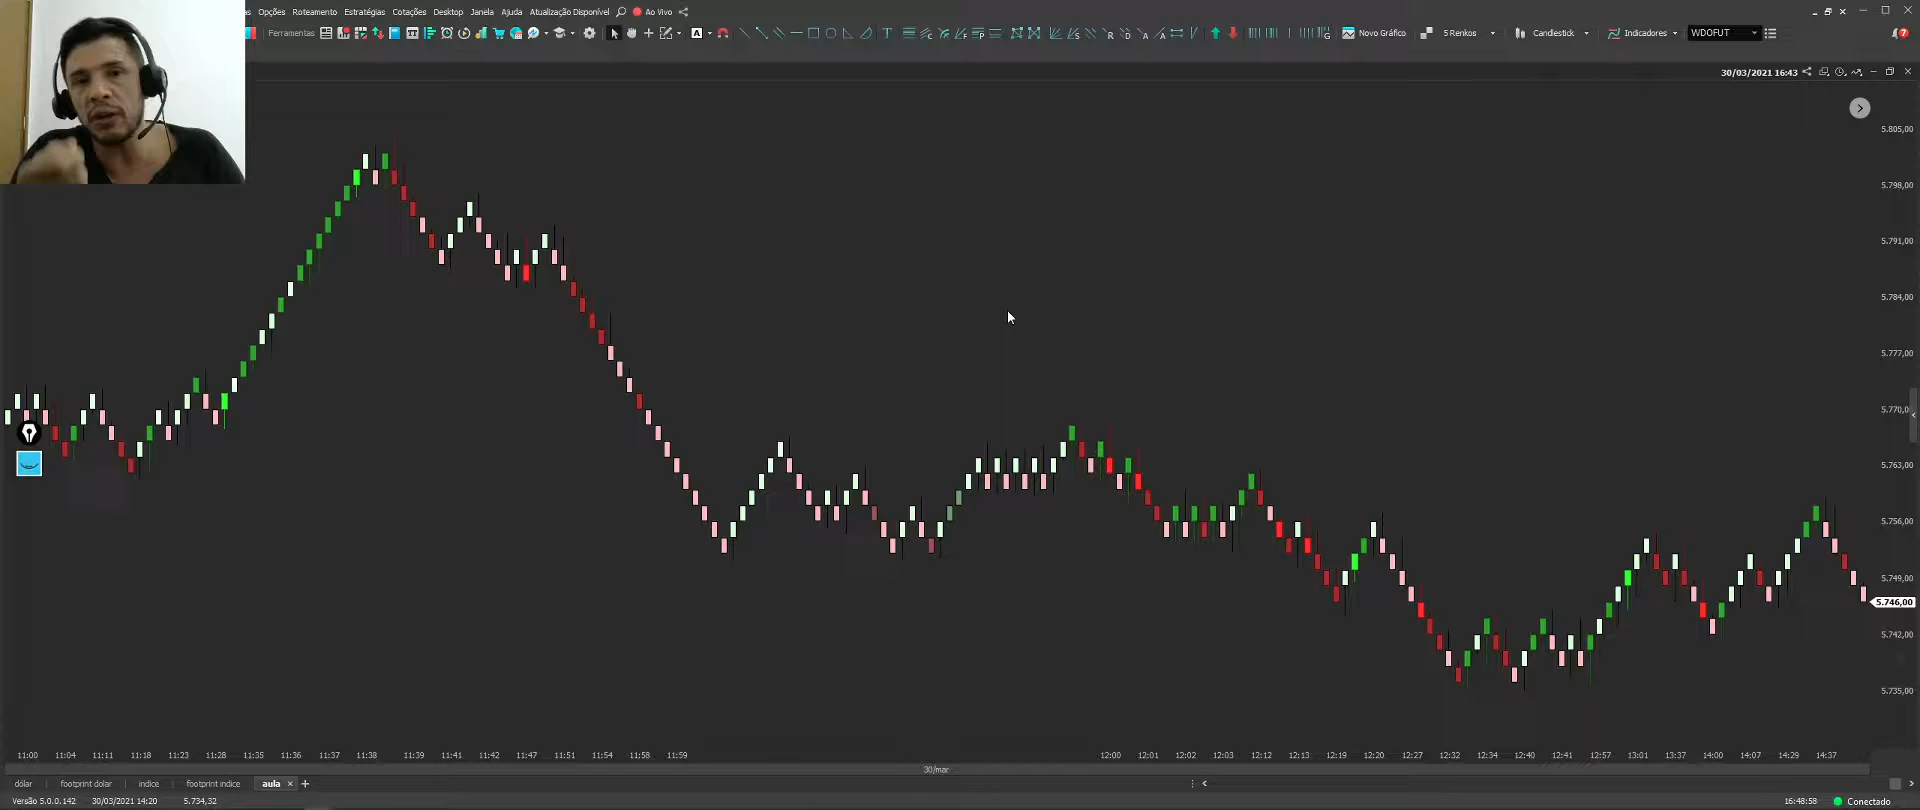 as Opções Roteamento Estratégias Cotações Desktop Janela Ajuda Atualização Disponível Ao Vivo
Ferramentas A T Novo Gráfico 5 Renkos Candlestick Indicadores WDOFUT 7
30/03/2021 16:43
5.805,00
5.798,00
5.791,00
5.784,00
5.777,00
5.770,0
5.763,00
5.756,00
5.749,00
5.746,00
5.742,00
5.735,00
11:00 11:04 11:11 11:18 11:23 11:28 11:35 11:36 11:37 11:38 11:39 11:41 11:42 11:47 11:51 11:54 11:58 11:59 12:00 12:01 12:02 12:03 12:12 12:13 12:19 12:20 12:27 12:32 12:34 12:40 12:41 12:57 13:01 13:07 14:00 14:07 14:29 14:37
30/mar
dólar footprint dolar indice footprint indice aula × +
Versão 5.0.0.142 30/03/2021 14:20 5.734,32 16:48:58 Conectado